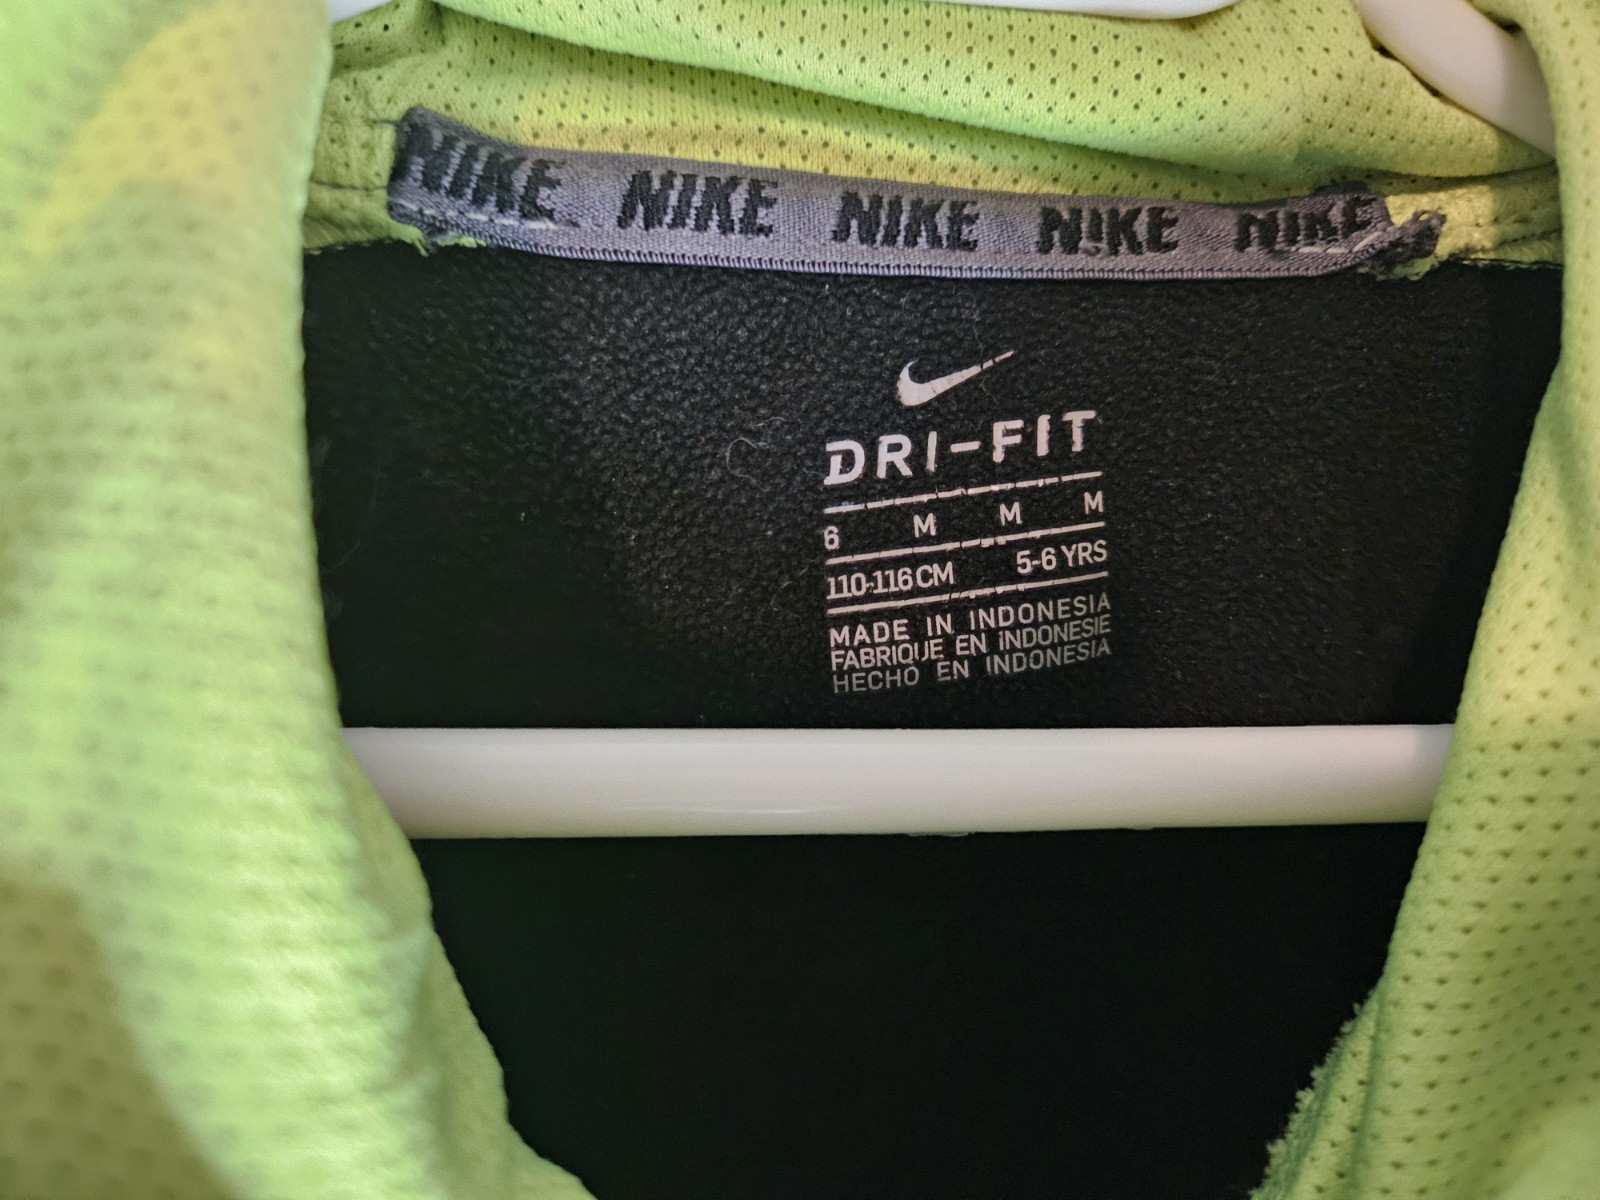 NIKE NIKE NIKE NIKE NIKE
DRI-FIT
6 M M M
110-116 CM 5-6 YRS
MADE IN INDONESIA
FABRIQUÉ EN INDONESIE
HECHO EN INDONESIA